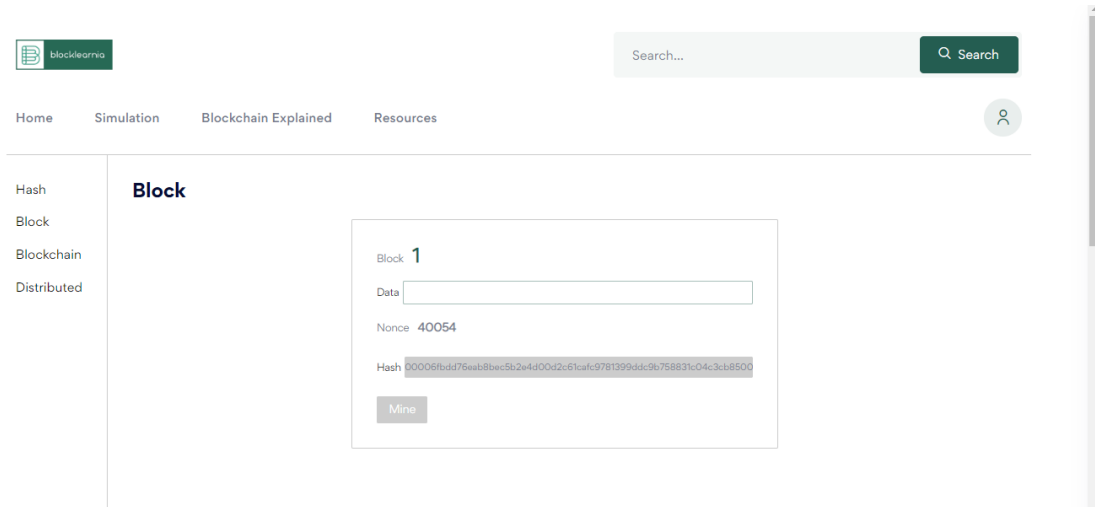 blocklearnia
Search...
Search
Home Simulation Blockchain Explained Resources
Hash
Block
Blockchain
Distributed
Block
Block 1
Data
Nonce 40054
Hash 00006fbdd76eab8bec5b2e4d00d2c61cafc9781399ddc9b758831c04c3cb8500
Mine